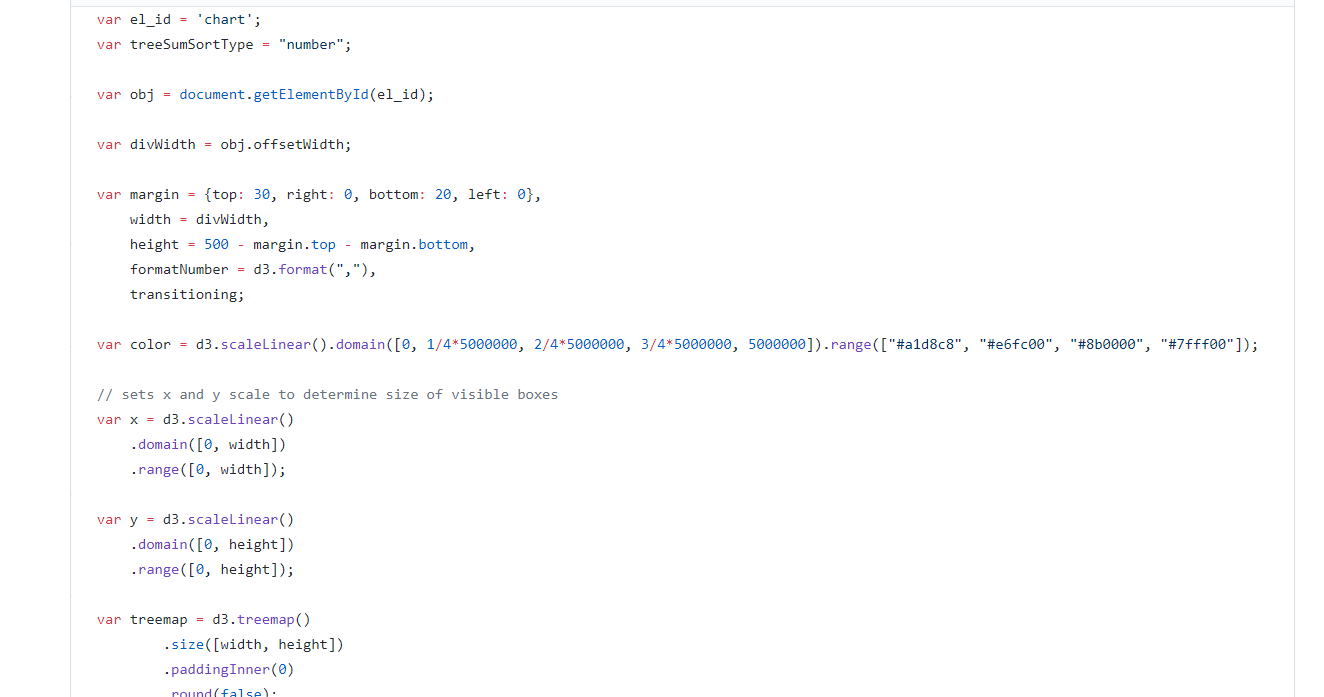 var el_id = 'chart';
var treeSumSortType = "number";
var obj = document.getElementById(el_id);
var divWidth = obj.offsetWidth;
var margin = {top: 30, right: 0, bottom: 20, left: 0},
width = divWidth,
height = 500 - margin.top - margin.bottom,
formatNumber = d3.format(","),
transitioning;
var color = d3.scaleLinear().domain([0, 1/4*5000000, 2/4*5000000, 3/4*5000000, 5000000]).range(["#a1d8c8", "#e6fc00", "#8b0000", "#7fff00"]);
// sets x and y scale to determine size of visible boxes
var x = d3.scaleLinear()
.domain([0, width])
.range([0, width]);
var y = d3.scaleLinear()
.domain([0, height])
.range([0, height]);
var treemap = d3.treemap()
.size([width, height])
.paddingInner(0)
.round(false);